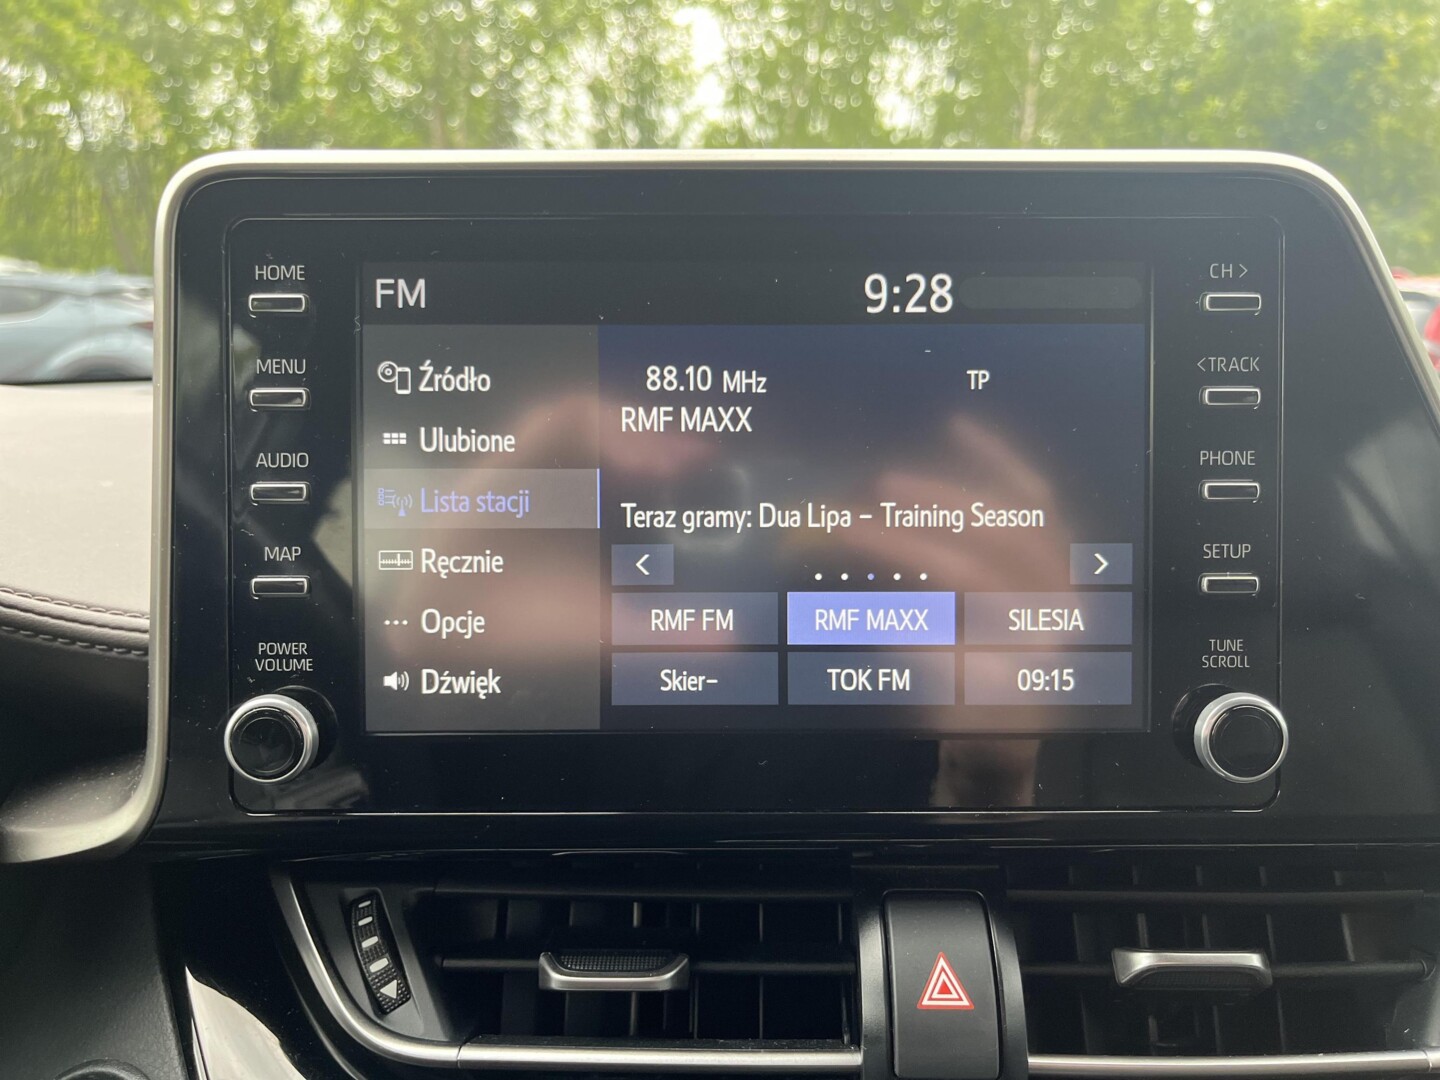 HOME
MENU
AUDIO
MAP
POWER
VOLUME
FM
9:28
Źródło
Ulubione
Lista stacji
Ręcznie
Opcje
Dźwięk
88.10 MHz
TP
RMF MAXX
Teraz gramy: Dua Lipa – Training Season
<
>
RMF FM
RMF MAXX
SILESIA
Skier–
TOK FM
09:15
CH >
< TRACK
PHONE
SETUP
TUNE
SCROLL